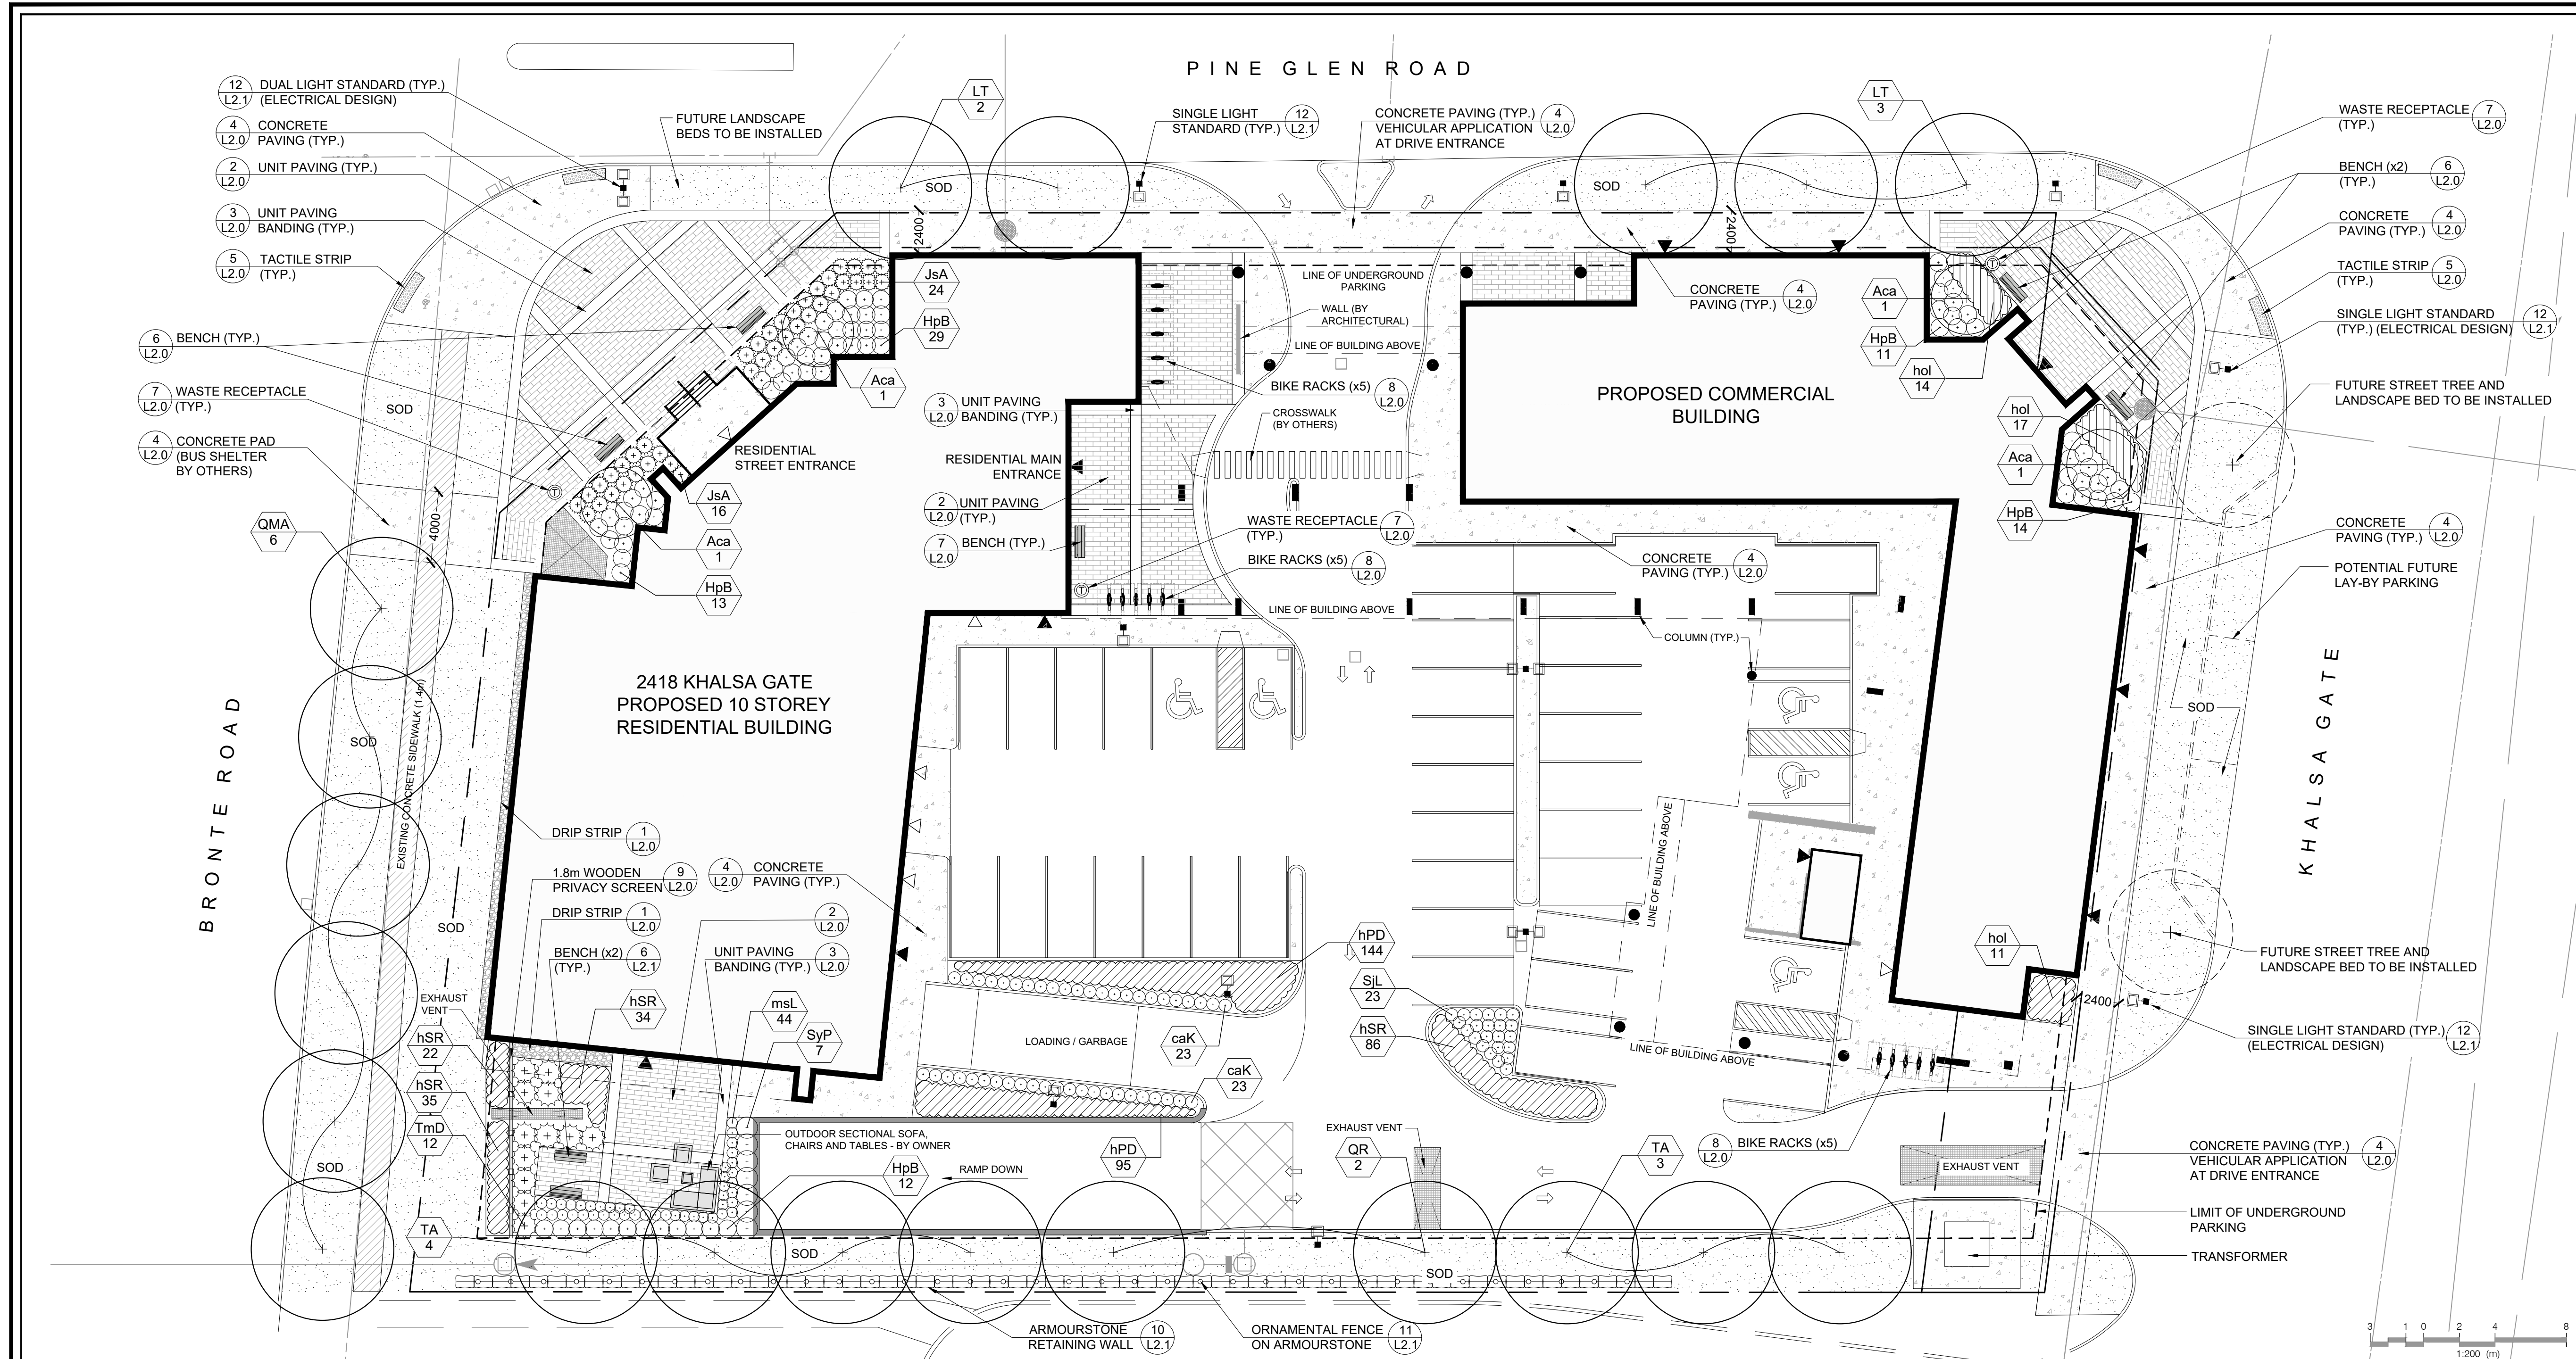 PINE GLEN ROAD
12
L2.1
DUAL LIGHT STANDARD (TYP.)
(ELECTRICAL DESIGN)
4
L2.0
CONCRETE
PAVING (TYP.)
2
L2.0
UNIT PAVING (TYP.)
3
L2.0
UNIT PAVING
BANDING (TYP.)
5
L2.0
TACTILE STRIP
(TYP.)
6
L2.0
BENCH (TYP.)
7
L2.0
WASTE RECEPTACLE
(TYP.)
4
L2.0
CONCRETE PAD
(BUS SHELTER
BY OTHERS)
QMA
6
FUTURE LANDSCAPE
BEDS TO BE INSTALLED
LT
2
SOD
2400
SINGLE LIGHT
STANDARD (TYP.)
12
L2.1
CONCRETE PAVING (TYP.)
VEHICULAR APPLICATION
AT DRIVE ENTRANCE
4
L2.0
LT
3
SOD
2400
WASTE RECEPTACLE
(TYP.)
7
L2.0
BENCH (x2)
(TYP.)
6
L2.0
CONCRETE
PAVING (TYP.)
4
L2.0
TACTILE STRIP
(TYP.)
5
L2.0
SINGLE LIGHT STANDARD
(TYP.) (ELECTRICAL DESIGN)
12
L2.1
FUTURE STREET TREE AND
LANDSCAPE BED TO BE INSTALLED
CONCRETE
PAVING (TYP.)
4
L2.0
POTENTIAL FUTURE
LAY-BY PARKING
SOD
KHALSA GATE
FUTURE STREET TREE AND
LANDSCAPE BED TO BE INSTALLED
2400
SINGLE LIGHT STANDARD (TYP.)
(ELECTRICAL DESIGN)
12
L2.1
CONCRETE PAVING (TYP.)
VEHICULAR APPLICATION
AT DRIVE ENTRANCE
4
L2.0
LIMIT OF UNDERGROUND
PARKING
TRANSFORMER
JsA
24
HpB
29
Aca
1
T
T
RESIDENTIAL
STREET ENTRANCE
JsA
16
Aca
1
HpB
13
3
L2.0
UNIT PAVING
BANDING (TYP.)
RESIDENTIAL MAIN
ENTRANCE
2
L2.0
UNIT PAVING
(TYP.)
7
L2.0
BENCH (TYP.)
T
LINE OF UNDERGROUND
PARKING
WALL (BY
ARCHITECTURAL)
LINE OF BUILDING ABOVE
BIKE RACKS (x5)
8
L2.0
CROSSWALK
(BY OTHERS)
WASTE RECEPTACLE
(TYP.)
7
L2.0
BIKE RACKS (x5)
8
L2.0
LINE OF BUILDING ABOVE
CONCRETE
PAVING (TYP.)
4
L2.0
PROPOSED COMMERCIAL
BUILDING
Aca
1
HpB
11
hol
14
hol
17
Aca
1
HpB
14
CONCRETE
PAVING (TYP.)
4
L2.0
COLUMN (TYP.)
LINE OF BUILDING ABOVE
SOD
4000
EXISTING CONCRETE SIDEWALK (1.4m)
SOD
BRONTE ROAD
SOD
SOD
2418 KHALSA GATE
PROPOSED 10 STOREY
RESIDENTIAL BUILDING
DRIP STRIP
1
L2.0
1.8m WOODEN
PRIVACY SCREEN
9
L2.0
4
L2.0
CONCRETE
PAVING (TYP.)
DRIP STRIP
1
L2.0
2
L2.0
BENCH (x2)
(TYP.)
6
L2.1
UNIT PAVING
BANDING (TYP.)
3
L2.0
EXHAUST
VENT
hSR
34
msL
44
SyP
7
hSR
22
hSR
35
TmD
12
TA
4
OUTDOOR SECTIONAL SOFA,
CHAIRS AND TABLES - BY OWNER
HpB
12
RAMP DOWN
LOADING / GARBAGE
caK
23
caK
23
hPD
95
hPD
144
SjL
23
hSR
86
EXHAUST VENT
QR
2
TA
3
8
L2.0
BIKE RACKS (x5)
LINE OF BUILDING ABOVE
hol
11
EXHAUST VENT
SOD
SOD
ARMOURSTONE
RETAINING WALL
10
L2.1
ORNAMENTAL FENCE
ON ARMOURSTONE
11
L2.1
3 1 0 2 4 8
1:200 (m)